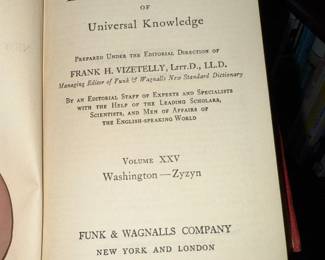 OF
Universal Knowledge
Prepared Under the Editorial Direction of
FRANK H. VIZETELLY, Litt.D., LL.D.
Managing Editor of Funk & Wagnalls New Standard Dictionary
By an Editorial Staff of Experts and Specialists
with the Help of the Leading Scholars,
Scientists, and Men of Affairs of
the English-speaking World
Volume XXV
Washington—Zyzyn
FUNK & WAGNALLS COMPANY
NEW YORK AND LONDON